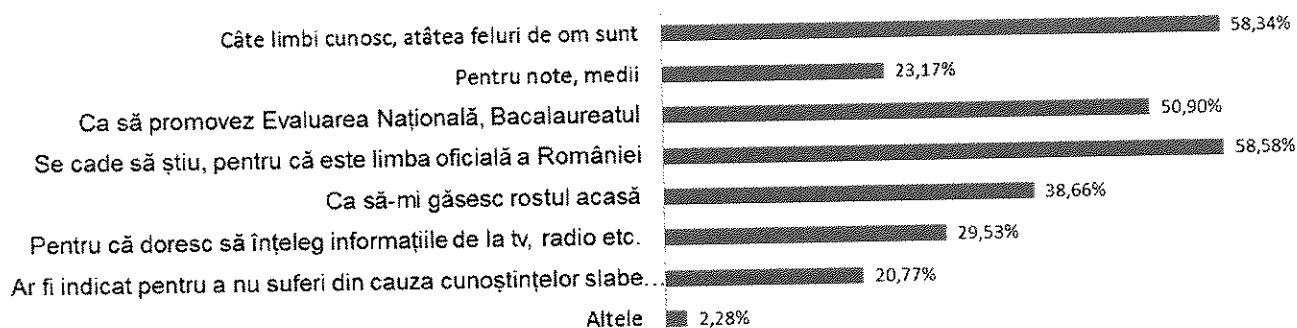 Câte limbi cunosc, atâtea feluri de om sunt 58,34%
Pentru note, medii 23,17%
Ca să promovez Evaluarea Națională, Bacalaureatul 50,90%
Se cade să știu, pentru că este limba oficială a României 58,58%
Ca să-mi găsesc rostul acasă 38,66%
Pentru că doresc să înțeleg informațiile de la tv, radio etc. 29,53%
Ar fi indicat pentru a nu suferi din cauza cunoștințelor slabe... 20,77%
Altele 2,28%